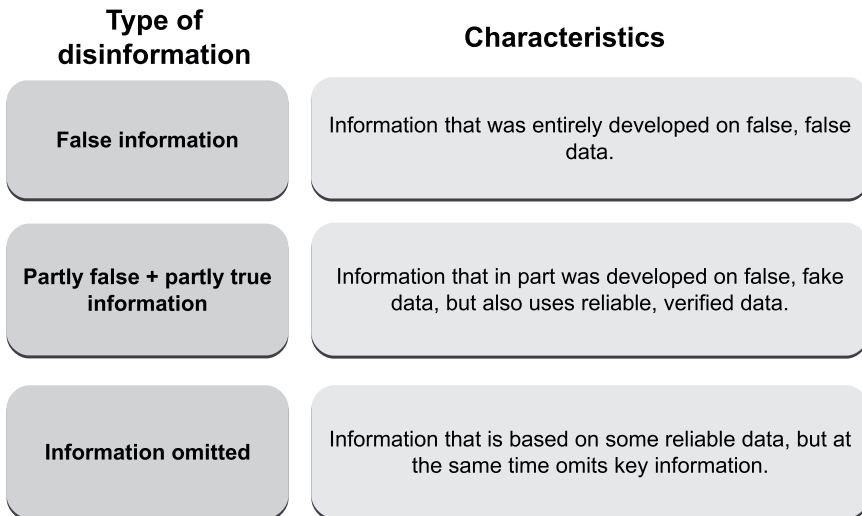 Type of
disinformation
Characteristics
False information
Information that was entirely developed on false, false
data.
Partly false + partly true
information
Information that in part was developed on false, fake
data, but also uses reliable, verified data.
Information omitted
Information that is based on some reliable data, but at
the same time omits key information.